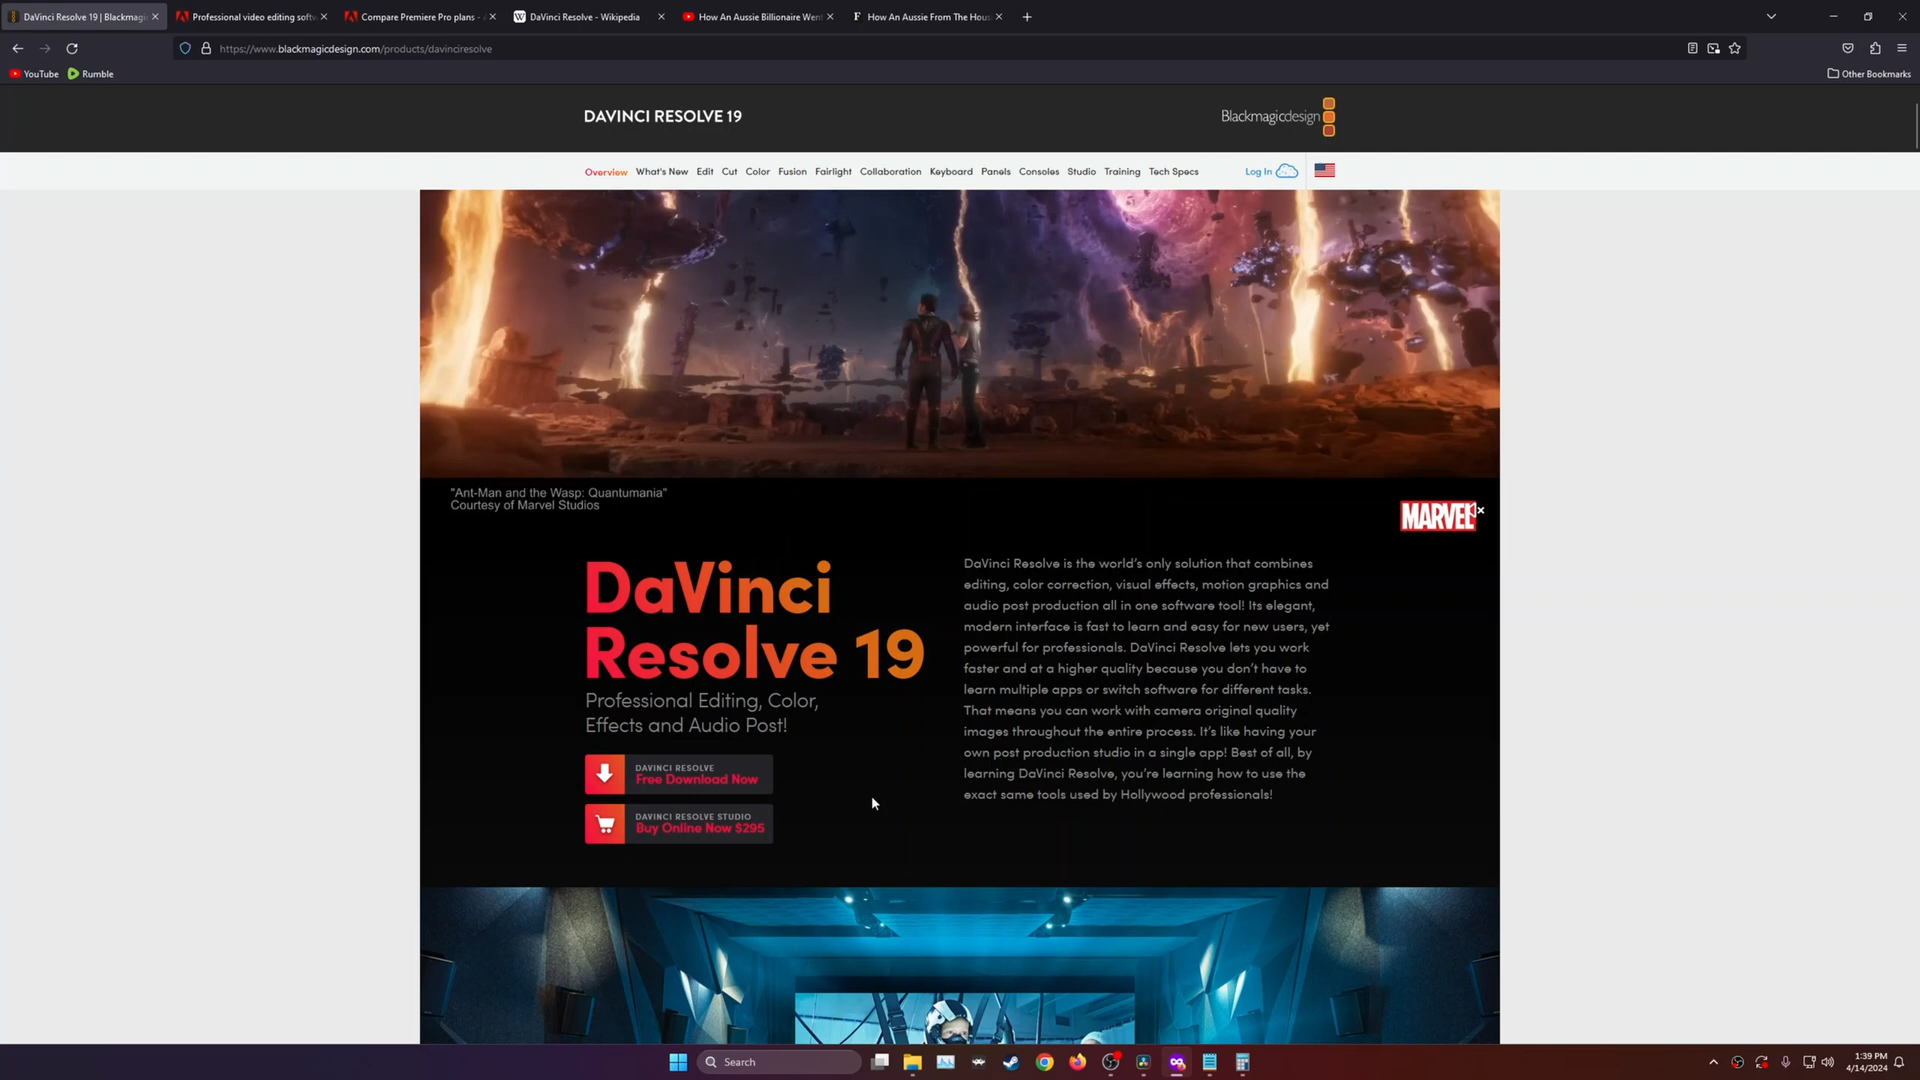 DaVinci Resolve 19 | Blackmagic
Professional video editing softw
Compare Premiere Pro plans - A
DaVinci Resolve - Wikipedia
How An Aussie Billionaire Went
How An Aussie From The Hous
https://www.blackmagicdesign.com/products/davinciresolve
YouTube
Rumble
Other Bookmarks
DAVINCI RESOLVE 19
Blackmagicdesign
Overview What's New Edit Cut Color Fusion Fairlight Collaboration Keyboard Panels Consoles Studio Training Tech Specs
Log In
"Ant-Man and the Wasp: Quantumania"
Courtesy of Marvel Studios
MARVEL
DaVinci
Resolve 19
Professional Editing, Color,
Effects and Audio Post!
DAVINCI RESOLVE
Free Download Now
DAVINCI RESOLVE STUDIO
Buy Online Now $295
DaVinci Resolve is the world's only solution that combines
editing, color correction, visual effects, motion graphics and
audio post production all in one software tool! Its elegant,
modern interface is fast to learn and easy for new users, yet
powerful for professionals. DaVinci Resolve lets you work
faster and at a higher quality because you don't have to
learn multiple apps or switch software for different tasks.
That means you can work with camera original quality
images throughout the entire process. It's like having your
own post production studio in a single app! Best of all, by
learning DaVinci Resolve, you're learning how to use the
exact same tools used by Hollywood professionals!
Search
1:39 PM
4/14/2024